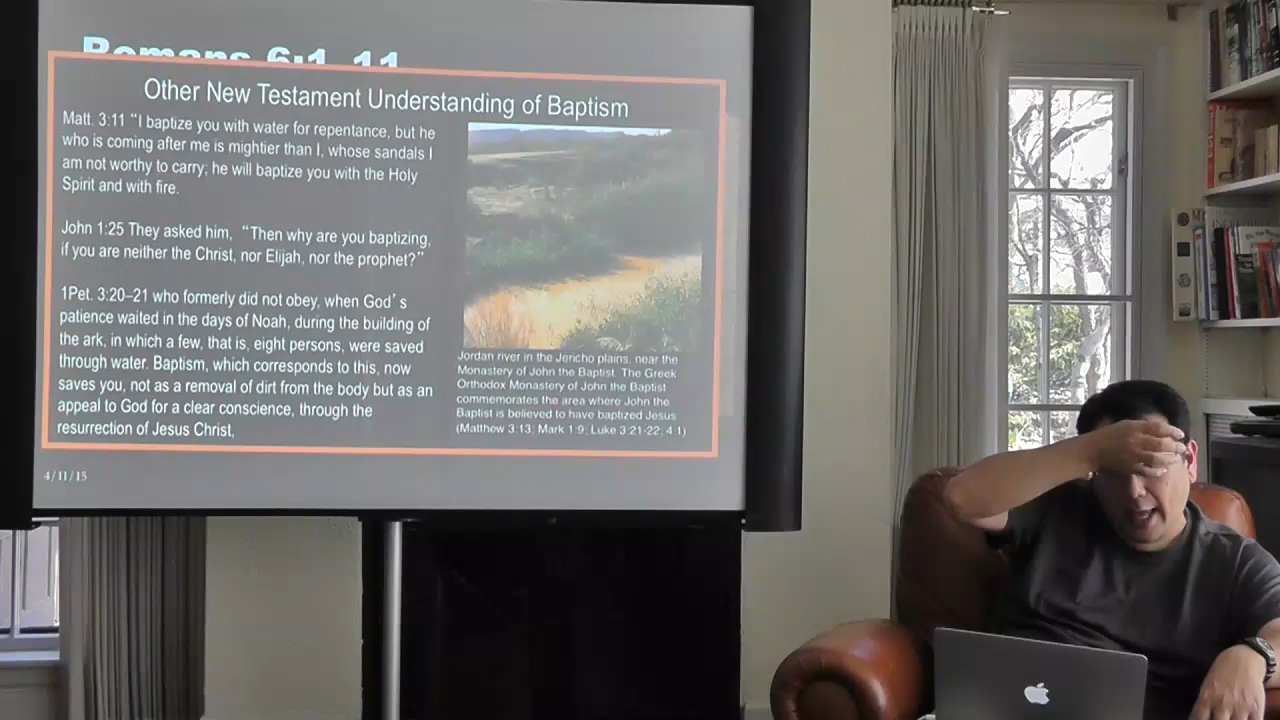 Romans 6:1-11
Other New Testament Understanding of Baptism
Matt. 3:11 “I baptize you with water for repentance, but he
who is coming after me is mightier than I, whose sandals I
am not worthy to carry; he will baptize you with the Holy
Spirit and with fire.
John 1:25 They asked him, “Then why are you baptizing,
if you are neither the Christ, nor Elijah, nor the prophet?”
1Pet. 3:20–21 who formerly did not obey, when God’s
patience waited in the days of Noah, during the building of
the ark, in which a few, that is, eight persons, were saved
through water. Baptism, which corresponds to this, now
saves you, not as a removal of dirt from the body but as an
appeal to God for a clear conscience, through the
resurrection of Jesus Christ,
Jordan river in the Jericho plains, near the
Monastery of John the Baptist. The Greek
Orthodox Monastery of John the Baptist
commemorates the area where John the
Baptist is believed to have baptized Jesus
(Matthew 3:13; Mark 1:9; Luke 3:21-22; 4:1)
4/11/15